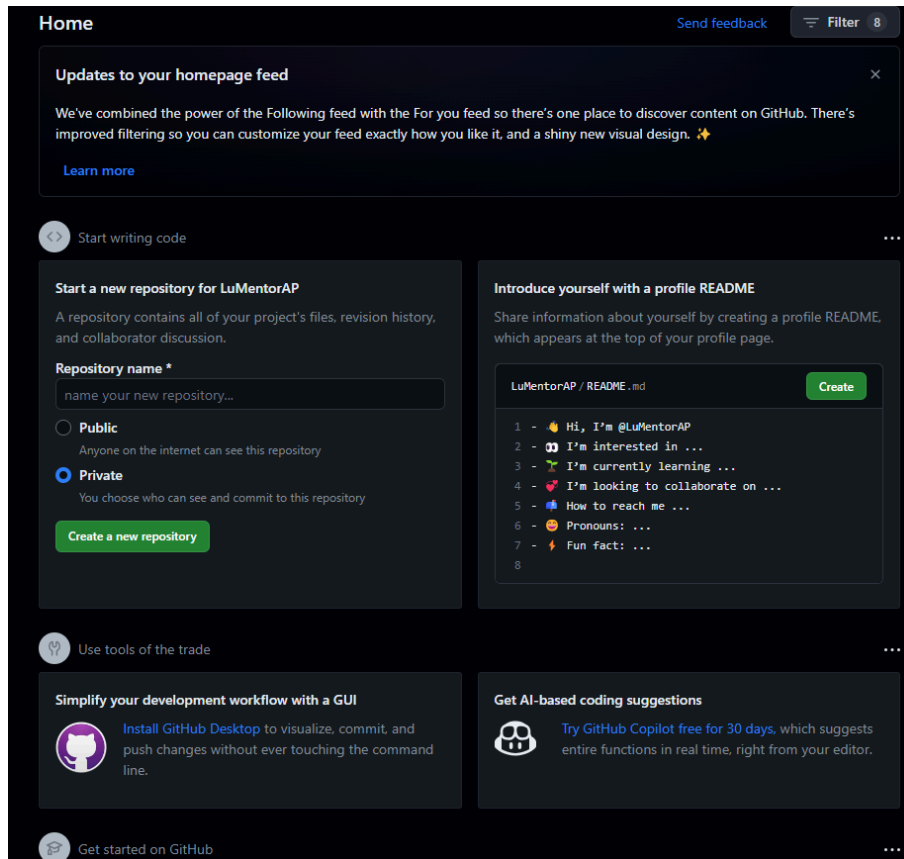 Home
Send feedback
Filter 8
Updates to your homepage feed
We've combined the power of the Following feed with the For you feed so there's one place to discover content on GitHub. There's
improved filtering so you can customize your feed exactly how you like it, and a shiny new visual design. ✨
Learn more
Start writing code
Start a new repository for LuMentorAP
A repository contains all of your project's files, revision history,
and collaborator discussion.
Repository name *
name your new repository...
Public
Anyone on the internet can see this repository
Private
You choose who can see and commit to this repository
Create a new repository
Introduce yourself with a profile README
Share information about yourself by creating a profile README,
which appears at the top of your profile page.
LuMentorAP / README.md
Create
1 - 👋 Hi, I’m @LuMentorAP
2 - 👀 I’m interested in ...
3 - 🌱 I’m currently learning ...
4 - 💞️ I’m looking to collaborate on ...
5 - 📫 How to reach me ...
6 - 😄 Pronouns: ...
7 - ⚡ Fun fact: ...
8
Use tools of the trade
Simplify your development workflow with a GUI
Install GitHub Desktop to visualize, commit, and
push changes without ever touching the command
line.
Get AI-based coding suggestions
Try GitHub Copilot free for 30 days, which suggests
entire functions in real time, right from your editor.
Get started on GitHub